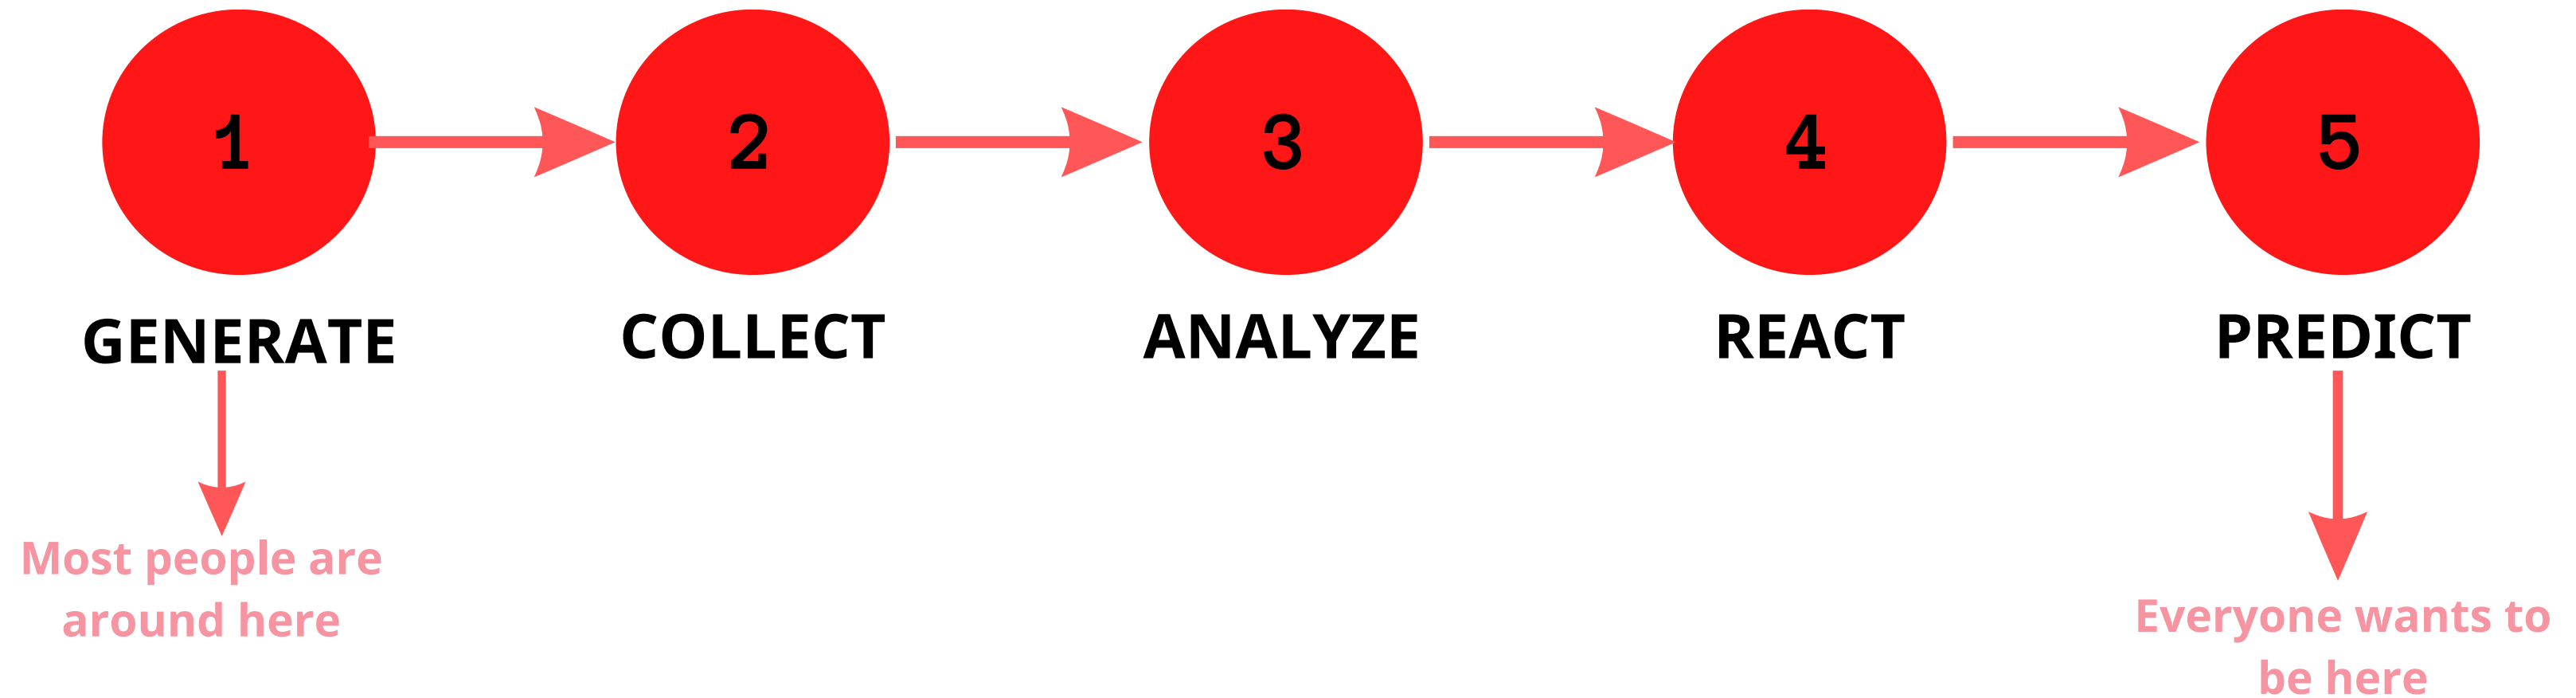 1
2
3
4
5
GENERATE
COLLECT
ANALYZE
REACT
PREDICT
Most people are
around here
Everyone wants to
be here